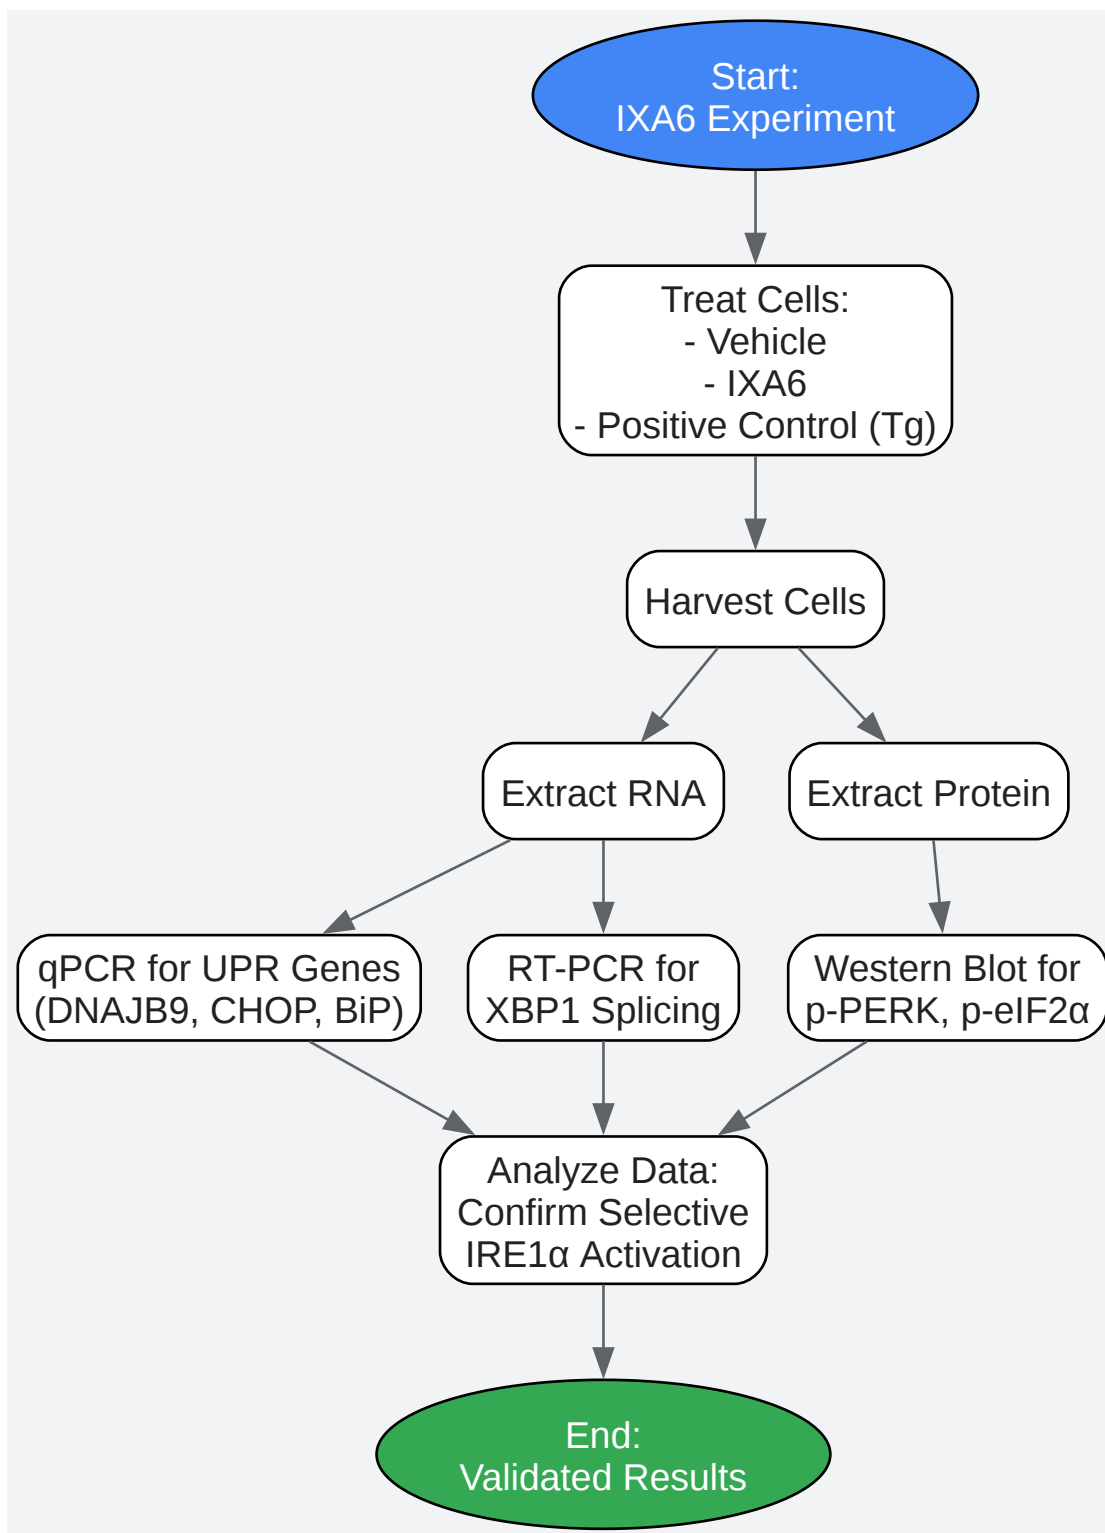 Start:
IXA6 Experiment
Treat Cells:
- Vehicle
- IXA6
- Positive Control (Tg)
Harvest Cells
Extract RNA
Extract Protein
qPCR for UPR Genes
(DNAJB9, CHOP, BiP)
RT-PCR for
XBP1 Splicing
Western Blot for
p-PERK, p-eIF2α
Analyze Data:
Confirm Selective
IRE1α Activation
End:
Validated Results